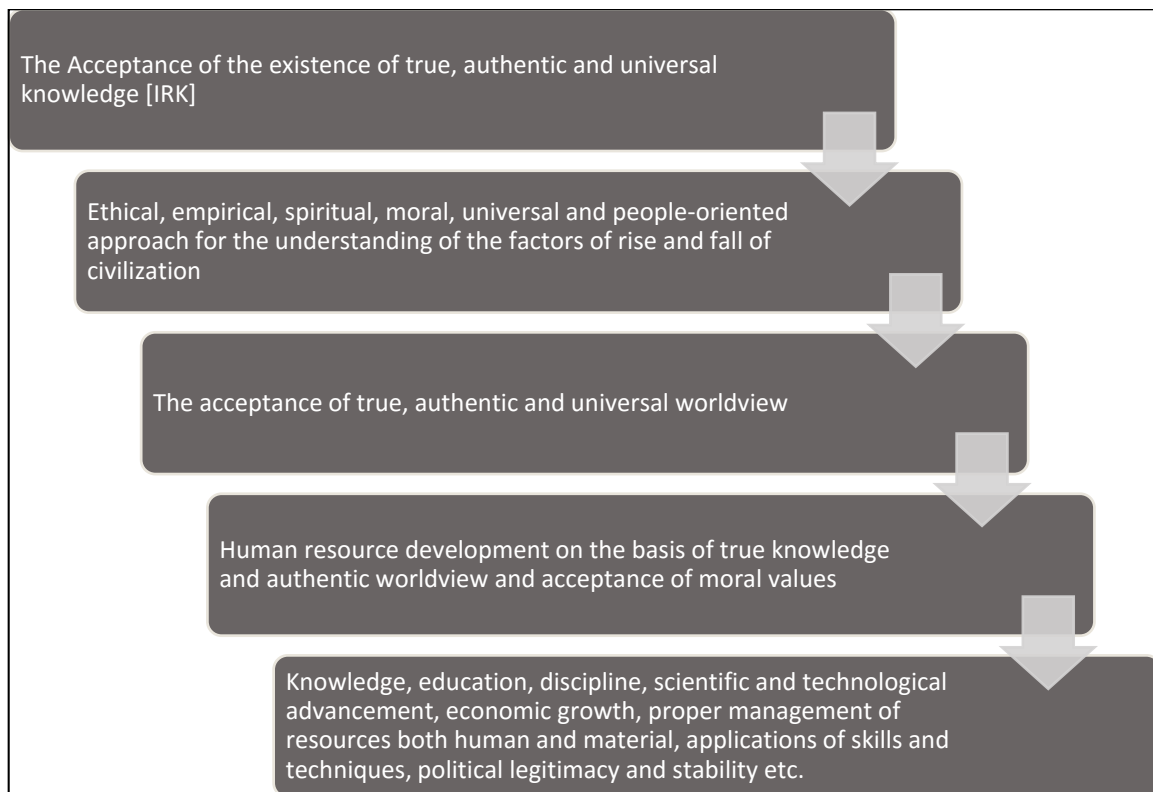 The Acceptance of the existence of true, authentic and universal
knowledge [IRK]
Ethical, empirical, spiritual, moral, universal and people-oriented
approach for the understanding of the factors of rise and fall of
civilization
The acceptance of true, authentic and universal worldview
Human resource development on the basis of true knowledge
and authentic worldview and acceptance of moral values
Knowledge, education, discipline, scientific and technological
advancement, economic growth, proper management of
resources both human and material, applications of skills and
techniques, political legitimacy and stability etc.